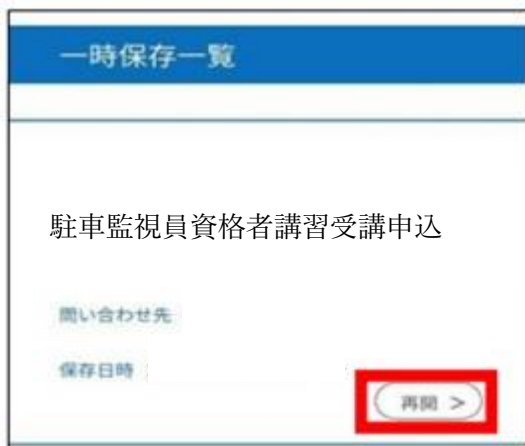 一時保存一覧
駐車監視員資格者講習受講申込
問い合わせ先
保存日時
再開 >